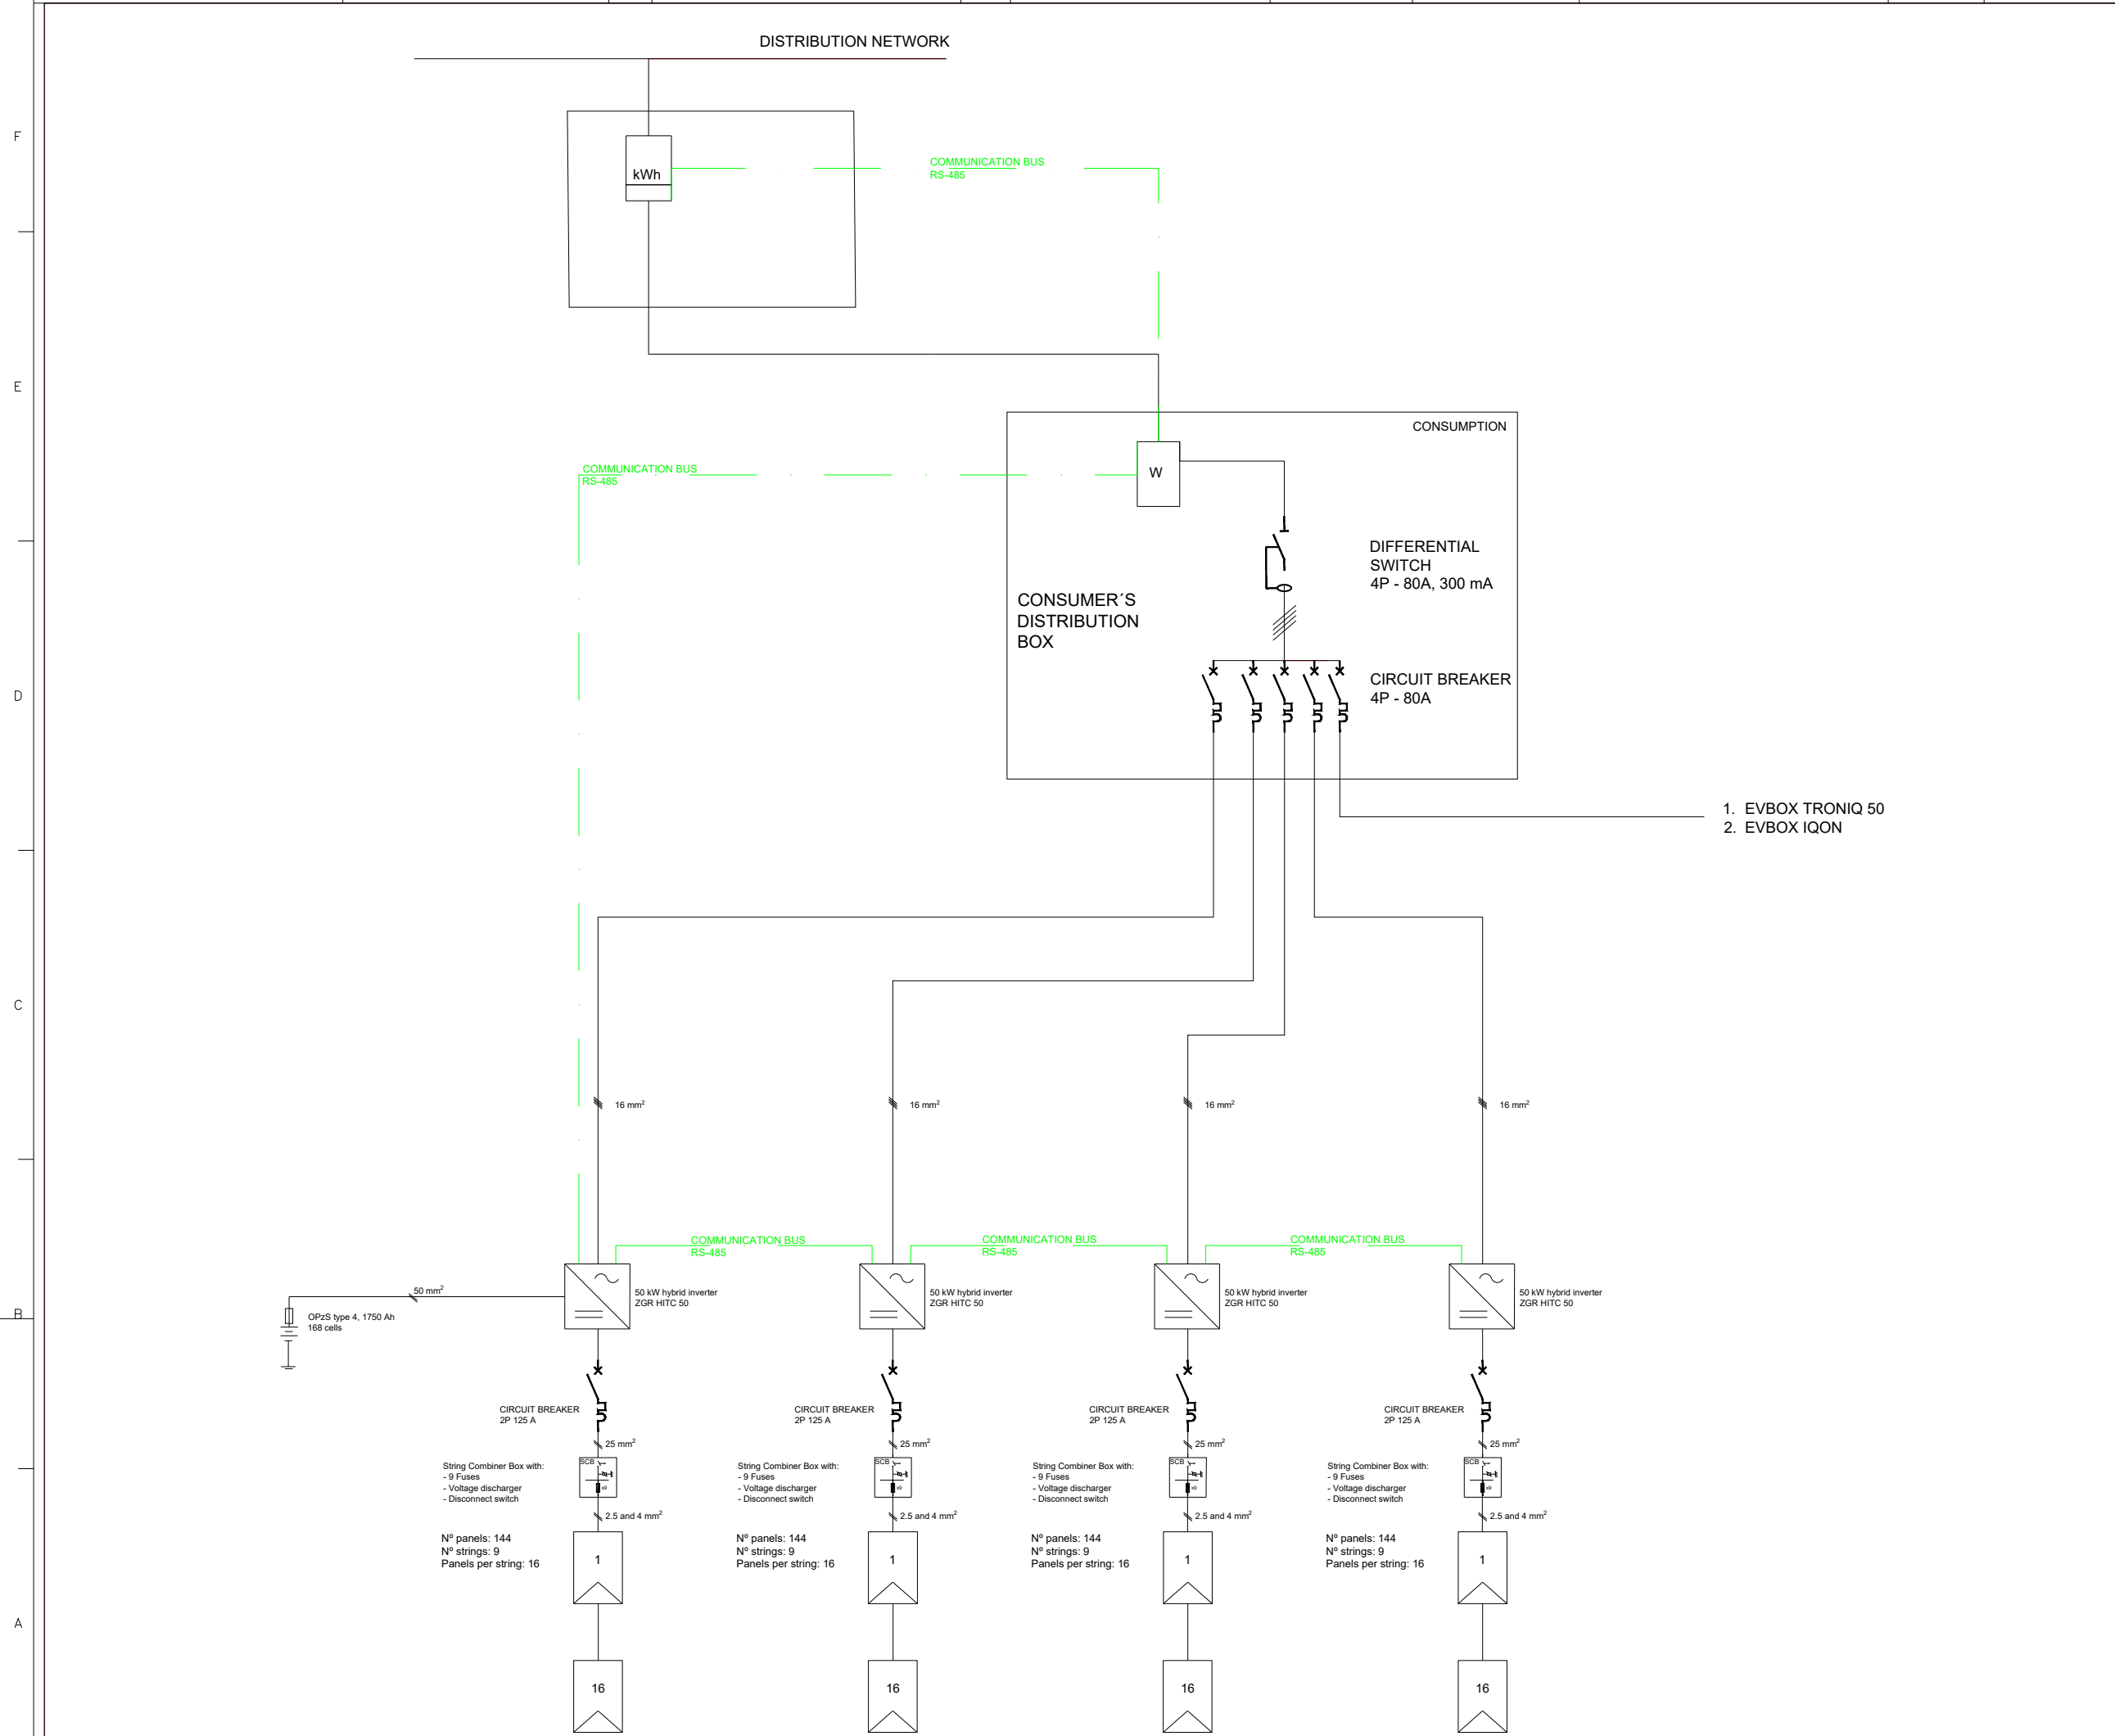 DISTRIBUTION NETWORK
F
kWh
COMMUNICATION BUS
RS-485
E
CONSUMPTION
COMMUNICATION BUS
RS-485
W
DIFFERENTIAL
SWITCH
4P - 80A, 300 mA
CONSUMER´S
DISTRIBUTION
BOX
D
CIRCUIT BREAKER
4P - 80A
1. EVBOX TRONIQ 50
2. EVBOX IQON
C
16 mm²
16 mm²
16 mm²
16 mm²
COMMUNICATION BUS
RS-485
COMMUNICATION BUS
RS-485
COMMUNICATION BUS
RS-485
B
50 mm²
OPzS type 4, 1750 Ah
168 cells
50 kW hybrid inverter
ZGR HITC 50
50 kW hybrid inverter
ZGR HITC 50
50 kW hybrid inverter
ZGR HITC 50
50 kW hybrid inverter
ZGR HITC 50
CIRCUIT BREAKER
2P 125 A
CIRCUIT BREAKER
2P 125 A
CIRCUIT BREAKER
2P 125 A
CIRCUIT BREAKER
2P 125 A
25 mm²
25 mm²
25 mm²
25 mm²
String Combiner Box with:
- 9 Fuses
- Voltage discharger
- Disconnect switch
SCB
x9
String Combiner Box with:
- 9 Fuses
- Voltage discharger
- Disconnect switch
SCB
x9
String Combiner Box with:
- 9 Fuses
- Voltage discharger
- Disconnect switch
SCB
x9
String Combiner Box with:
- 9 Fuses
- Voltage discharger
- Disconnect switch
SCB
x9
2.5 and 4 mm²
2.5 and 4 mm²
2.5 and 4 mm²
2.5 and 4 mm²
Nº panels: 144
Nº strings: 9
Panels per string: 16
1
Nº panels: 144
Nº strings: 9
Panels per string: 16
1
Nº panels: 144
Nº strings: 9
Panels per string: 16
1
Nº panels: 144
Nº strings: 9
Panels per string: 16
1
A
16
16
16
16